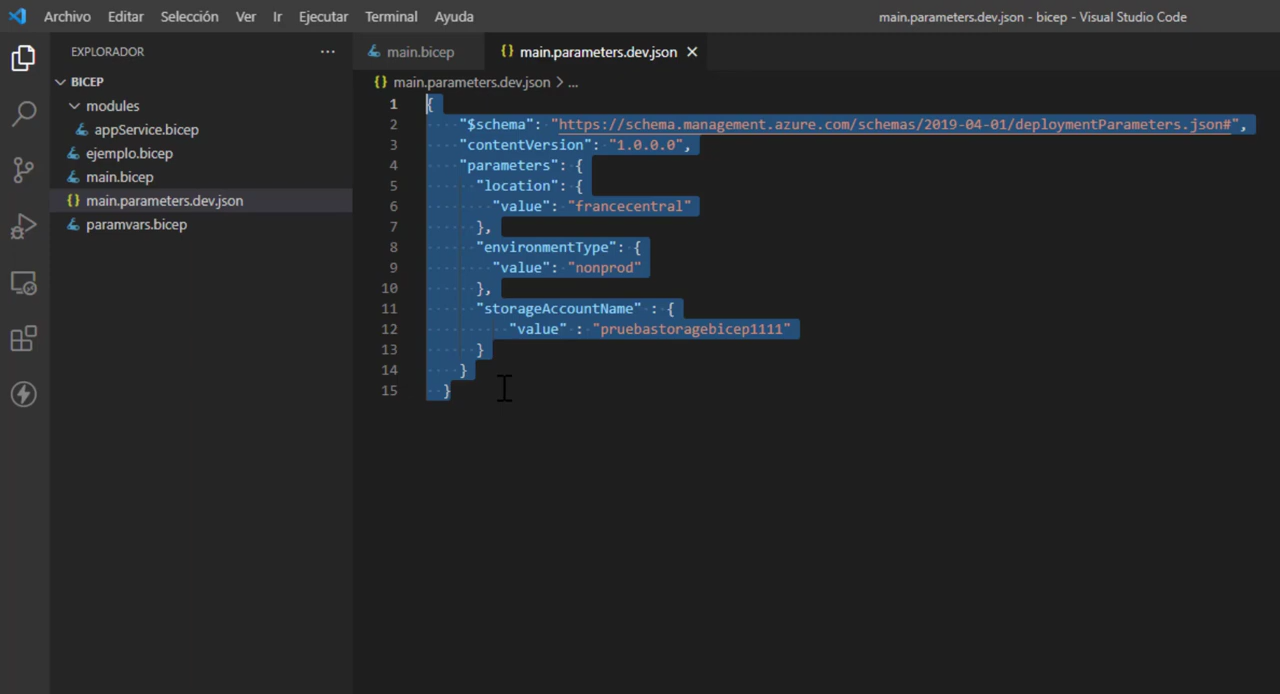 Archivo Editar Selección Ver Ir Ejecutar Terminal Ayuda main.parameters.dev.json - bicep - Visual Studio Code
EXPLORADOR ···
BICEP
modules
appService.bicep
ejemplo.bicep
main.bicep
{} main.parameters.dev.json
paramvars.bicep
main.bicep {} main.parameters.dev.json ×
{} main.parameters.dev.json > ...
1 {
2 "$schema": "https://schema.management.azure.com/schemas/2019-04-01/deploymentParameters.json#",
3 "contentVersion": "1.0.0.0",
4 "parameters": {
5 "location": {
6 "value": "francecentral"
7 },
8 "environmentType": {
9 "value": "nonprod"
10 },
11 "storageAccountName" : {
12 "value" : "pruebastoragebicep1111"
13 }
14 }
15 }